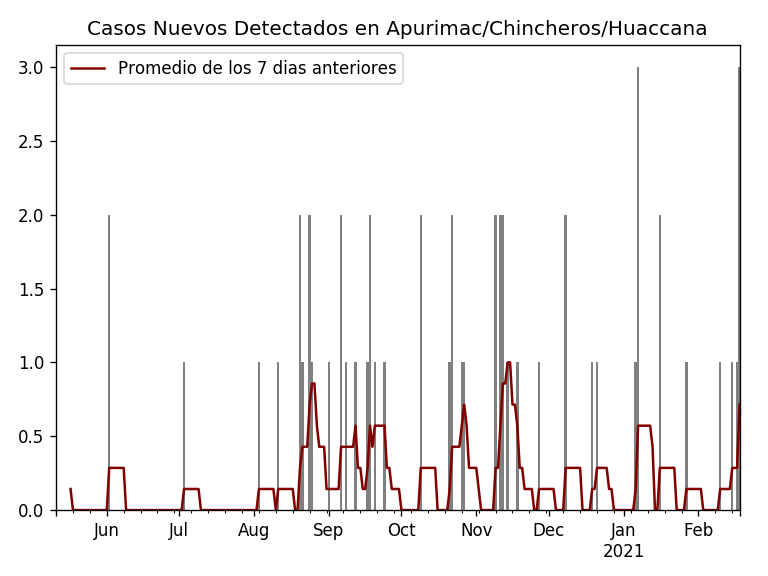 Casos Nuevos Detectados en Apurimac/Chincheros/Huaccana
Promedio de los 7 dias anteriores
3.0
2.5
2.0
1.5
1.0
0.5
0.0
Jun Jul Aug Sep Oct Nov Dec Jan Feb
2021